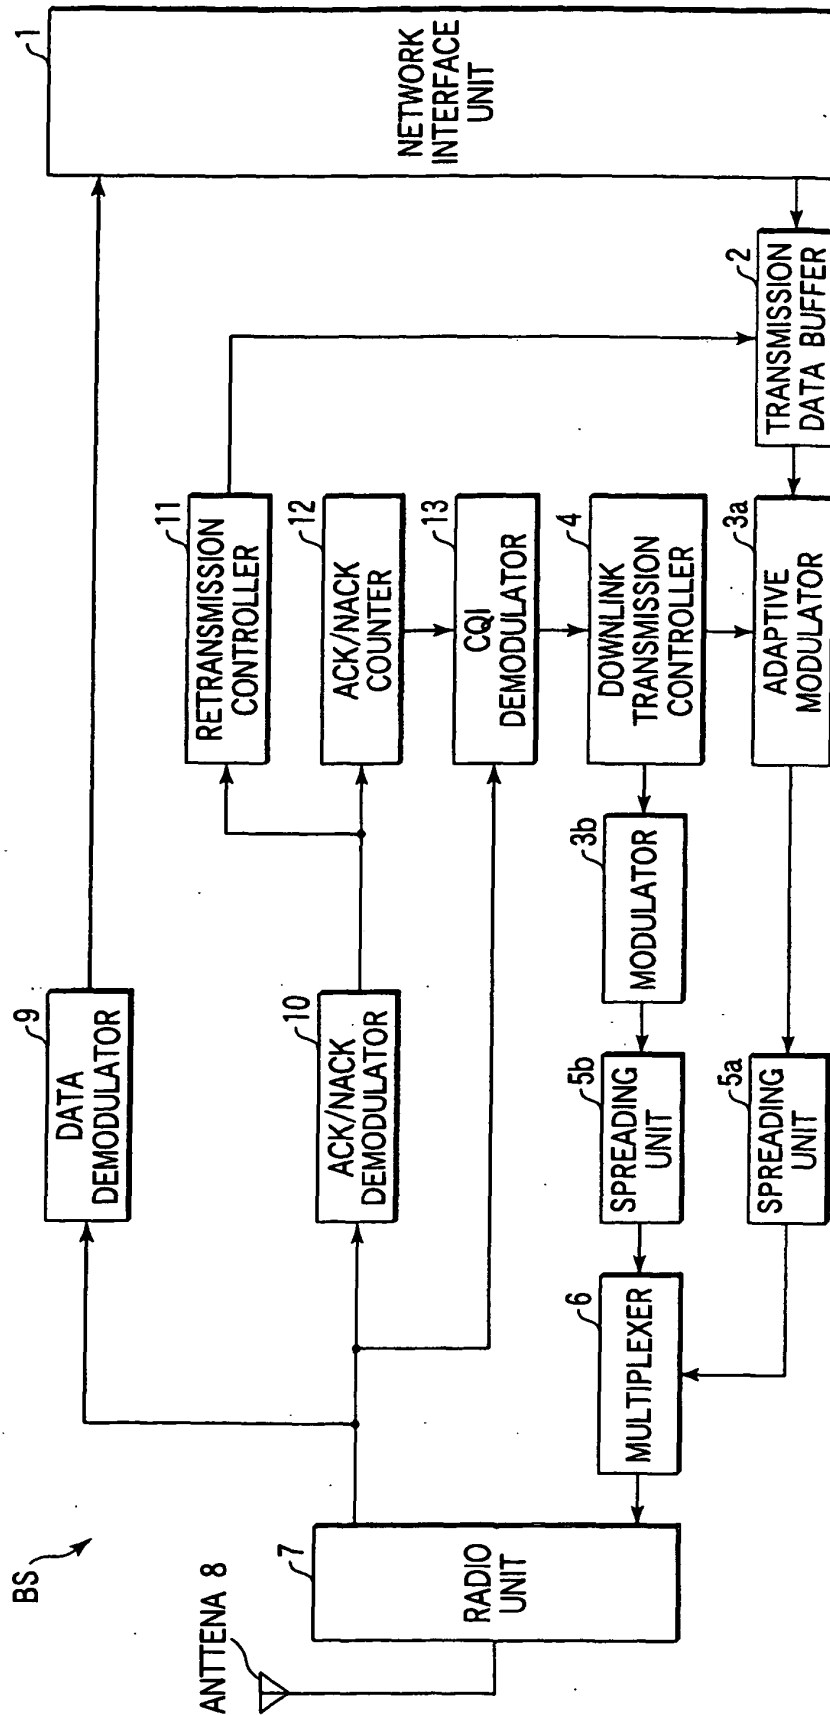 BS
ANTTENA 8
7
RADIO
UNIT
9
DATA
DEMODULATOR
10
ACK/NACK
DEMODULATOR
11
RETRANSMISSION
CONTROLLER
12
ACK/NACK
COUNTER
13
CQI
DEMODULATOR
4
DOWNLINK
TRANSMISSION
CONTROLLER
3a
ADAPTIVE
MODULATOR
3b
MODULATOR
5b
SPREADING
UNIT
5a
SPREADING
UNIT
6
MULTIPLEXER
2
TRANSMISSION
DATA BUFFER
1
NETWORK
INTERFACE
UNIT